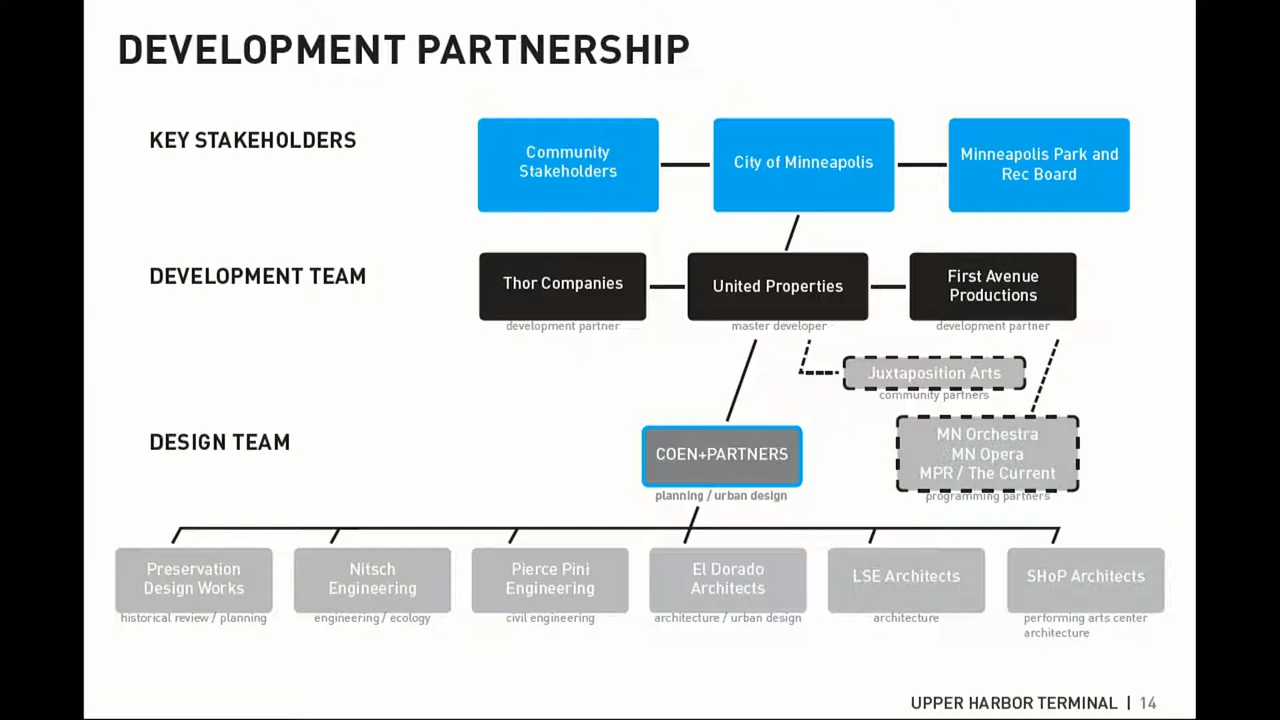 DEVELOPMENT PARTNERSHIP
KEY STAKEHOLDERS
Community
Stakeholders
City of Minneapolis
Minneapolis Park and
Rec Board
DEVELOPMENT TEAM
Thor Companies
development partner
United Properties
master developer
First Avenue
Productions
development partner
Juxtaposition Arts
community partners
DESIGN TEAM
COEN+PARTNERS
planning / urban design
MN Orchestra
MN Opera
MPR / The Current
programming partners
Preservation
Design Works
historical review / planning
Nitsch
Engineering
engineering / ecology
Pierce Pini
Engineering
civil engineering
El Dorado
Architects
architecture / urban design
LSE Architects
architecture
SHoP Architects
performing arts center
architecture
UPPER HARBOR TERMINAL | 14